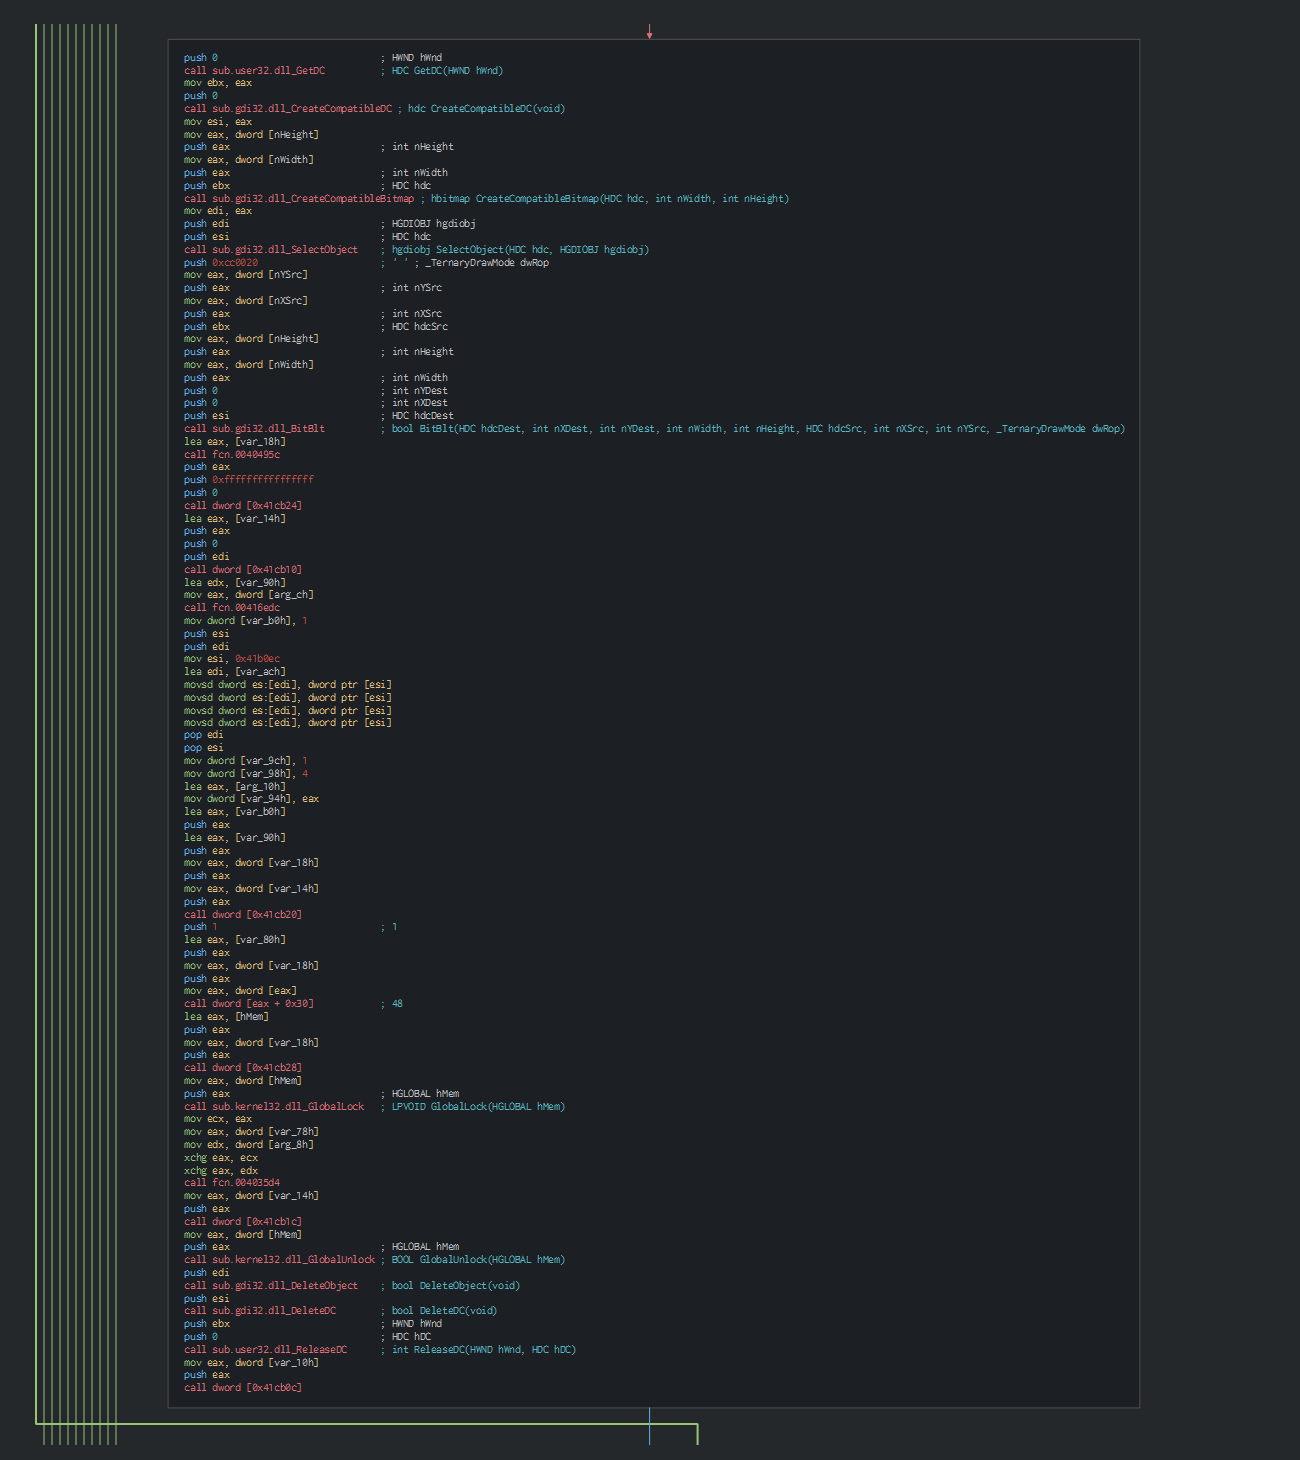 push 0 ; HWND hWnd
call sub.user32.dll_GetDC ; HDC GetDC(HWND hWnd)
mov ebx, eax
push 0
call sub.gdi32.dll_CreateCompatibleDC ; hdc CreateCompatibleDC(void)
mov esi, eax
mov eax, dword [nHeight]
push eax ; int nHeight
mov eax, dword [nWidth]
push eax ; int nWidth
push ebx ; HDC hdc
call sub.gdi32.dll_CreateCompatibleBitmap ; hbitmap CreateCompatibleBitmap(HDC hdc, int nWidth, int nHeight)
mov edi, eax
push edi ; HGDIOBJ hgdiobj
push esi ; HDC hdc
call sub.gdi32.dll_SelectObject ; hgdiobj SelectObject(HDC hdc, HGDIOBJ hgdiobj)
push 0xcc0020 ; ' ' ; _TernaryDrawMode dwRop
mov eax, dword [nYSrc]
push eax ; int nYSrc
mov eax, dword [nXSrc]
push eax ; int nXSrc
push ebx ; HDC hdcSrc
mov eax, dword [nHeight]
push eax ; int nHeight
mov eax, dword [nWidth]
push eax ; int nWidth
push 0 ; int nYDest
push 0 ; int nXDest
push esi ; HDC hdcDest
call sub.gdi32.dll_BitBlt ; bool BitBlt(HDC hdcDest, int nXDest, int nYDest, int nWidth, int nHeight, HDC hdcSrc, int nXSrc, int nYSrc, _TernaryDrawMode dwRop)
lea eax, [var_18h]
call fcn.0040495c
push eax
push 0xffffffffffffffff
push 0
call dword [0x41cb24]
lea eax, [var_14h]
push eax
push 0
push edi
call dword [0x41cb10]
lea edx, [var_90h]
mov eax, dword [arg_ch]
call fcn.00416edc
mov dword [var_b0h], 1
push esi
push edi
mov esi, 0x41b0ec
lea edi, [var_ach]
movsd dword es:[edi], dword ptr [esi]
movsd dword es:[edi], dword ptr [esi]
movsd dword es:[edi], dword ptr [esi]
movsd dword es:[edi], dword ptr [esi]
pop edi
pop esi
mov dword [var_9ch], 1
mov dword [var_98h], 4
lea eax, [arg_10h]
mov dword [var_94h], eax
lea eax, [var_b0h]
push eax
lea eax, [var_90h]
push eax
mov eax, dword [var_18h]
push eax
mov eax, dword [var_14h]
push eax
call dword [0x41cb20]
push 1 ; 1
lea eax, [var_80h]
push eax
mov eax, dword [var_18h]
push eax
mov eax, dword [eax]
call dword [eax + 0x30] ; 48
lea eax, [hMem]
push eax
mov eax, dword [var_18h]
push eax
call dword [0x41cb28]
mov eax, dword [hMem]
push eax ; HGLOBAL hMem
call sub.kernel32.dll_GlobalLock ; LPVOID GlobalLock(HGLOBAL hMem)
mov ecx, eax
mov eax, dword [var_78h]
mov edx, dword [arg_8h]
xchg eax, ecx
xchg eax, edx
call fcn.004035d4
mov eax, dword [var_14h]
push eax
call dword [0x41cb1c]
mov eax, dword [hMem]
push eax ; HGLOBAL hMem
call sub.kernel32.dll_GlobalUnlock ; BOOL GlobalUnlock(HGLOBAL hMem)
push edi
call sub.gdi32.dll_DeleteObject ; bool DeleteObject(void)
push esi
call sub.gdi32.dll_DeleteDC ; bool DeleteDC(void)
push ebx ; HWND hWnd
push 0 ; HDC hDC
call sub.user32.dll_ReleaseDC ; int ReleaseDC(HWND hWnd, HDC hDC)
mov eax, dword [var_10h]
push eax
call dword [0x41cb0c]